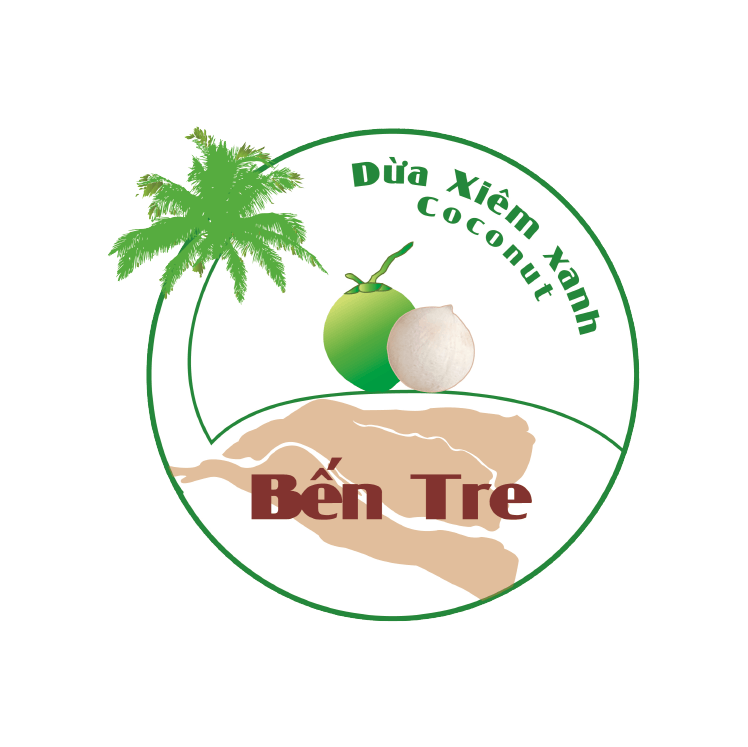 Dừa Xiêm Xanh
Coconut
Bến Tre